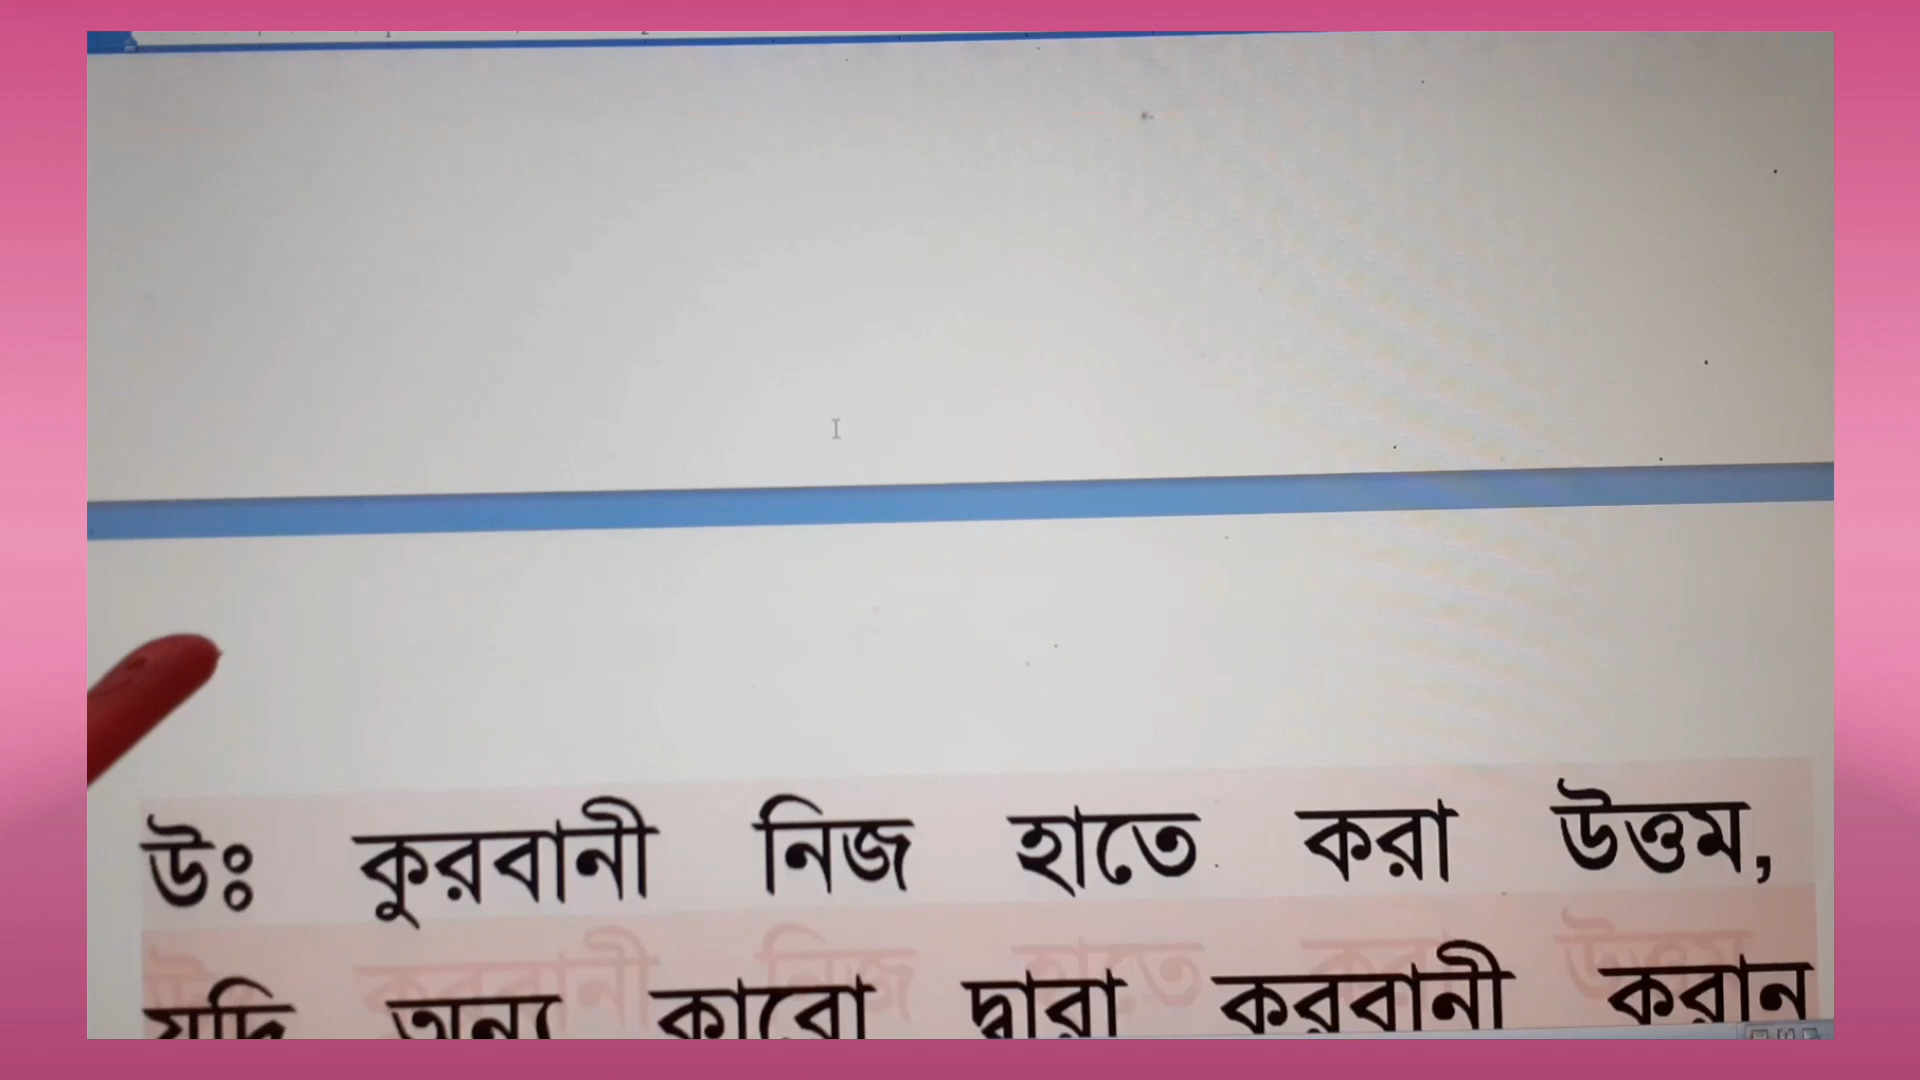 উঃ কুরবানী নিজ হাতে করা উত্তম,
যদি অন্য কারো দ্বারা কুরবানী করান